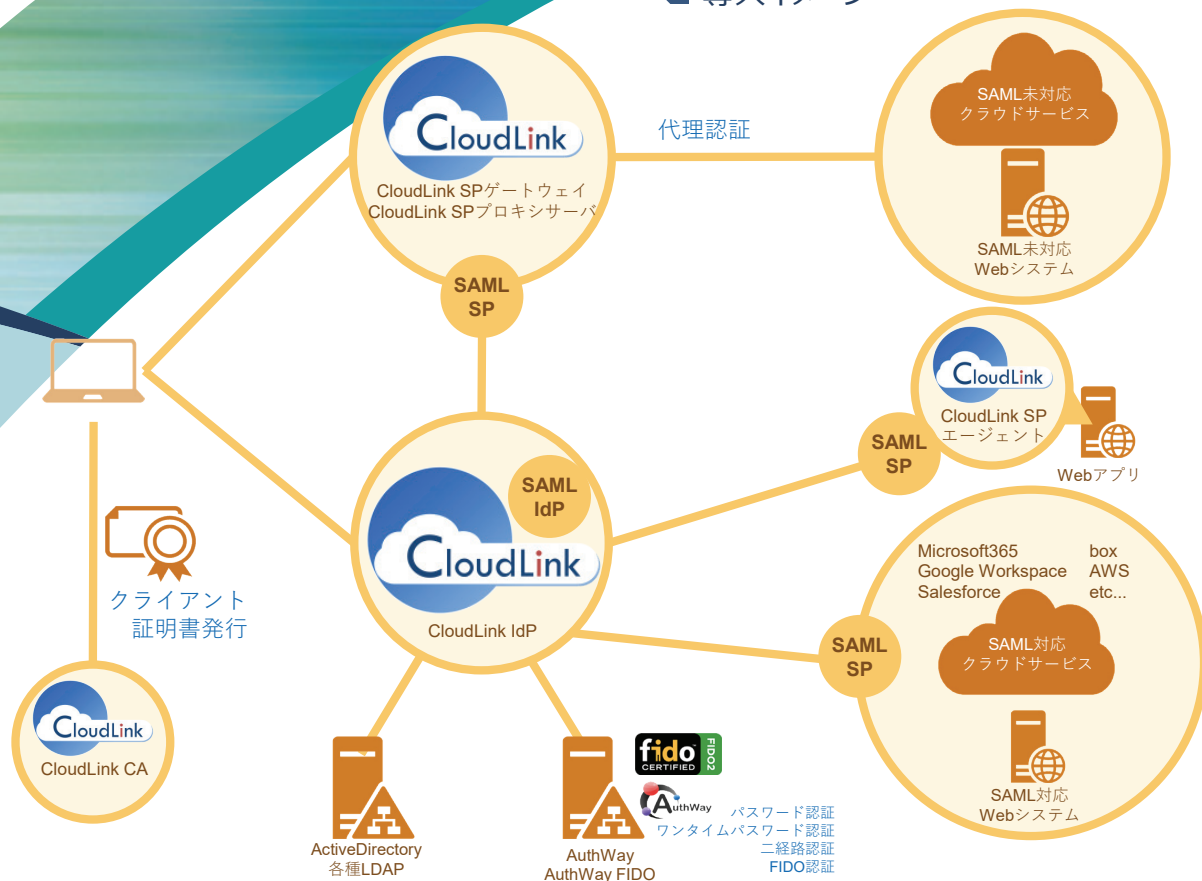 導入イメージ
CloudLink
CloudLink SPゲートウェイ
CloudLink SPプロキシサーバ
代理認証
SAML未対応
クラウドサービス
SAML未対応
Webシステム
SAML
SP
CloudLink
CloudLink SP
エージェント
SAML
SP
Webアプリ
SAML
IdP
CloudLink
CloudLink IdP
クライアント
証明書発行
CloudLink
CloudLink CA
Microsoft365
Google Workspace
Salesforce
box
AWS
etc...
SAML
SP
SAML対応
クラウドサービス
SAML対応
Webシステム
ActiveDirectory
各種LDAP
fido
CERTIFIED
FIDO2
AuthWay
AuthWay
AuthWay FIDO
パスワード認証
ワンタイムパスワード認証
二経路認証
FIDO認証